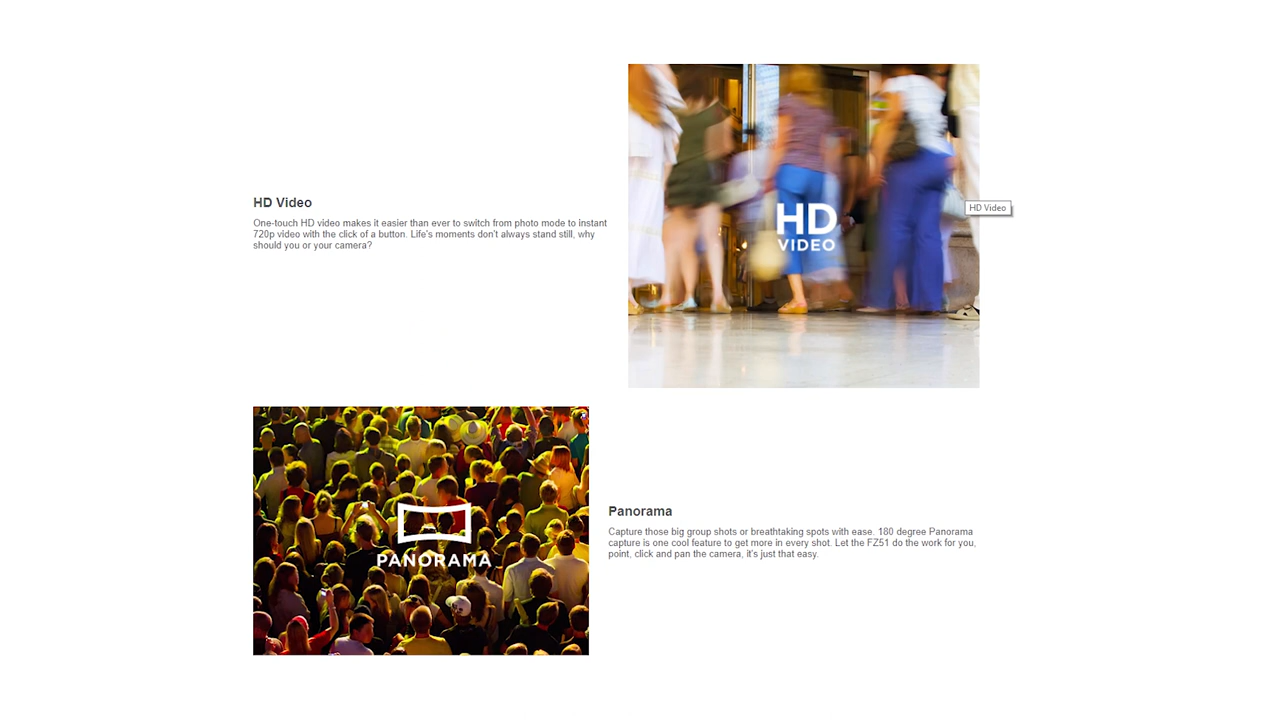 HD Video
One-touch HD video makes it easier than ever to switch from photo mode to instant
720p video with the click of a button. Life's moments don't always stand still, why
should you or your camera?
HD
VIDEO
HD Video
PANORAMA
Panorama
Capture those big group shots or breathtaking spots with ease. 180 degree Panorama
capture is one cool feature to get more in every shot. Let the FZ51 do the work for you,
point, click and pan the camera, it's just that easy.